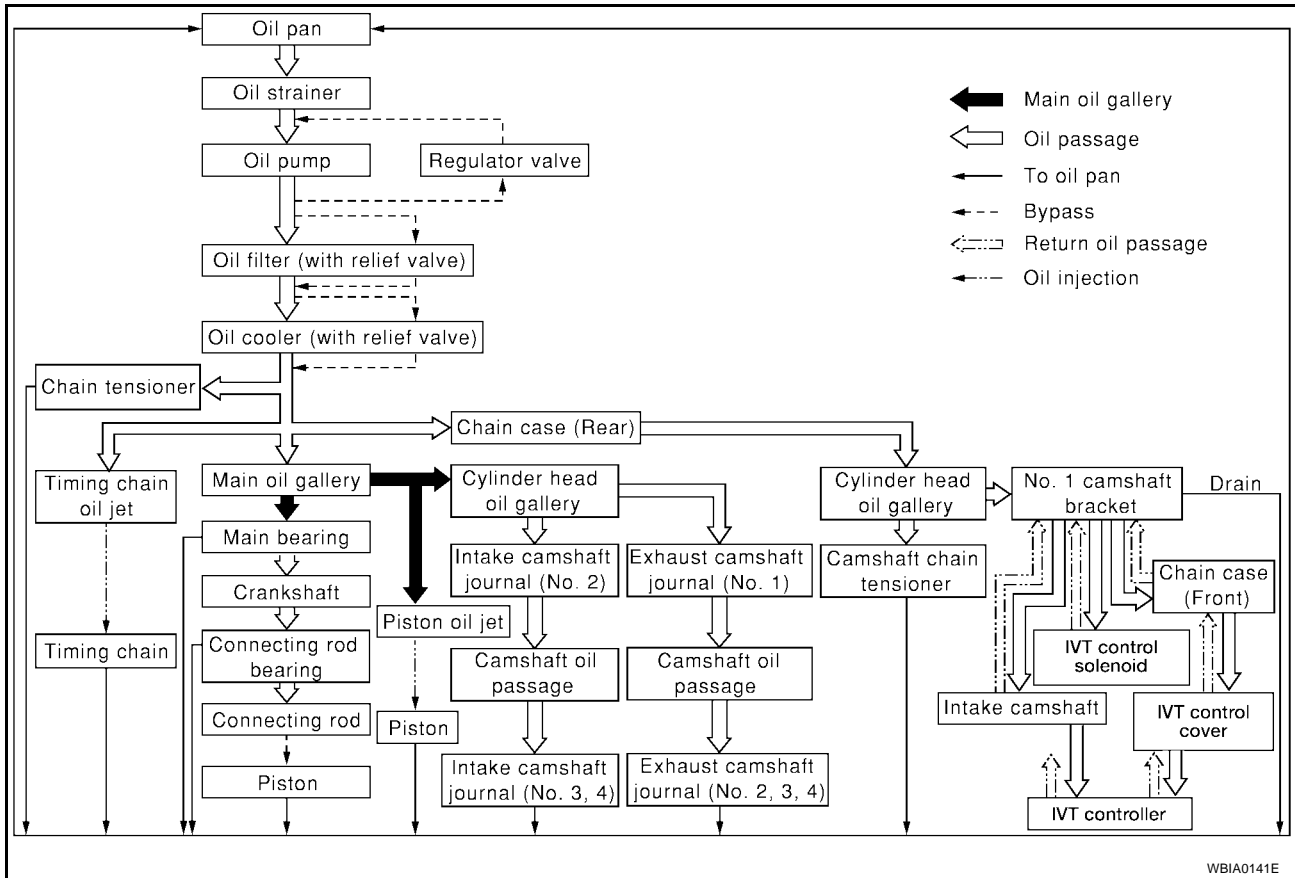 Oil pan
Oil strainer
Oil pump
Regulator valve
Oil filter (with relief valve)
Oil cooler (with relief valve)
Main oil gallery
Oil passage
To oil pan
Bypass
Return oil passage
Oil injection
Chain tensioner
Chain case (Rear)
Timing chain
oil jet
Main oil gallery
Cylinder head
oil gallery
Cylinder head
oil gallery
No. 1 camshaft
bracket
Drain
Main bearing
Intake camshaft
journal (No. 2)
Exhaust camshaft
journal (No. 1)
Camshaft chain
tensioner
Chain case
(Front)
Crankshaft
Piston oil jet
Timing chain
Connecting rod
bearing
Camshaft oil
passage
Camshaft oil
passage
IVT control
solenoid
Intake camshaft
IVT control
cover
Connecting rod
Piston
Piston
Intake camshaft
journal (No. 3, 4)
Exhaust camshaft
journal (No. 2, 3, 4)
IVT controller
WBIA0141E